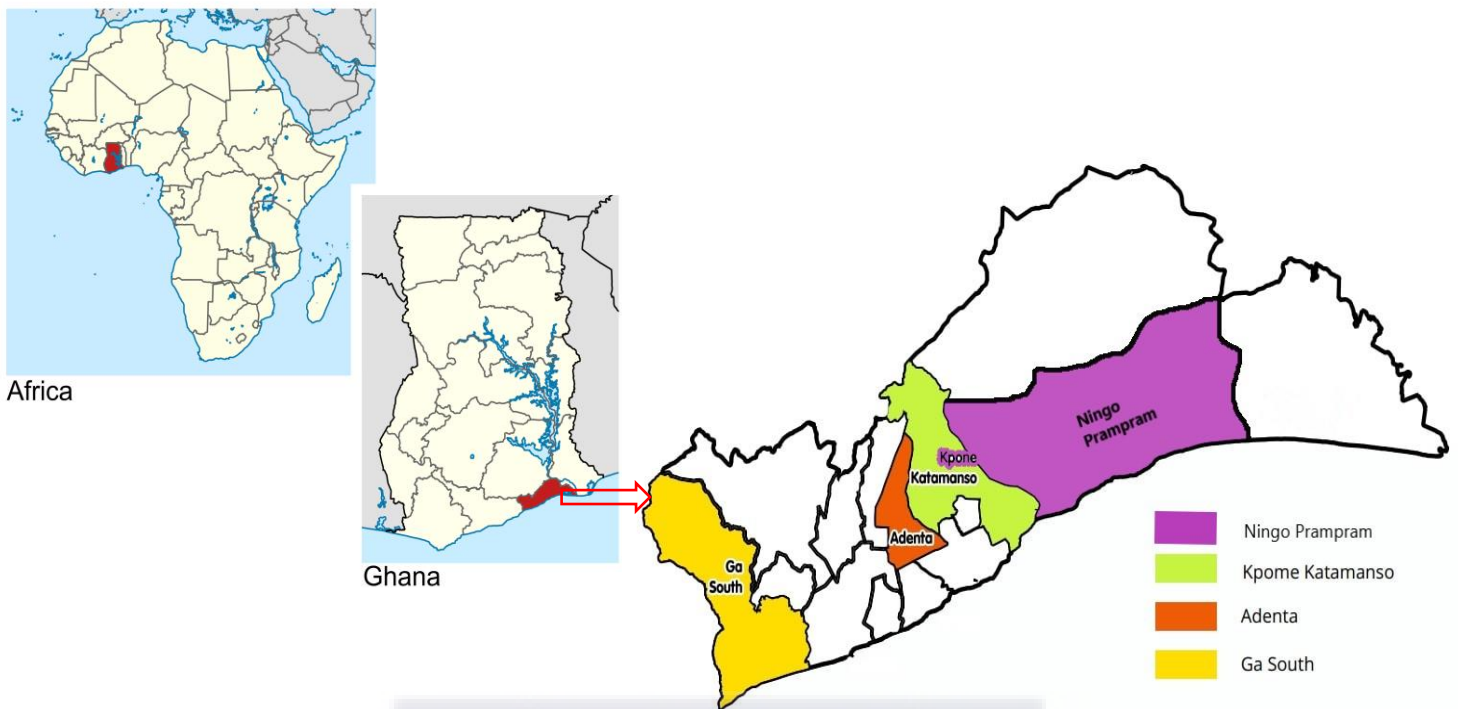 Africa
Ghana
Ningo
Prampram
Kpone
Katamanso
Adenta
Ga
South
Ningo Prampram
Kpome Katamanso
Adenta
Ga South